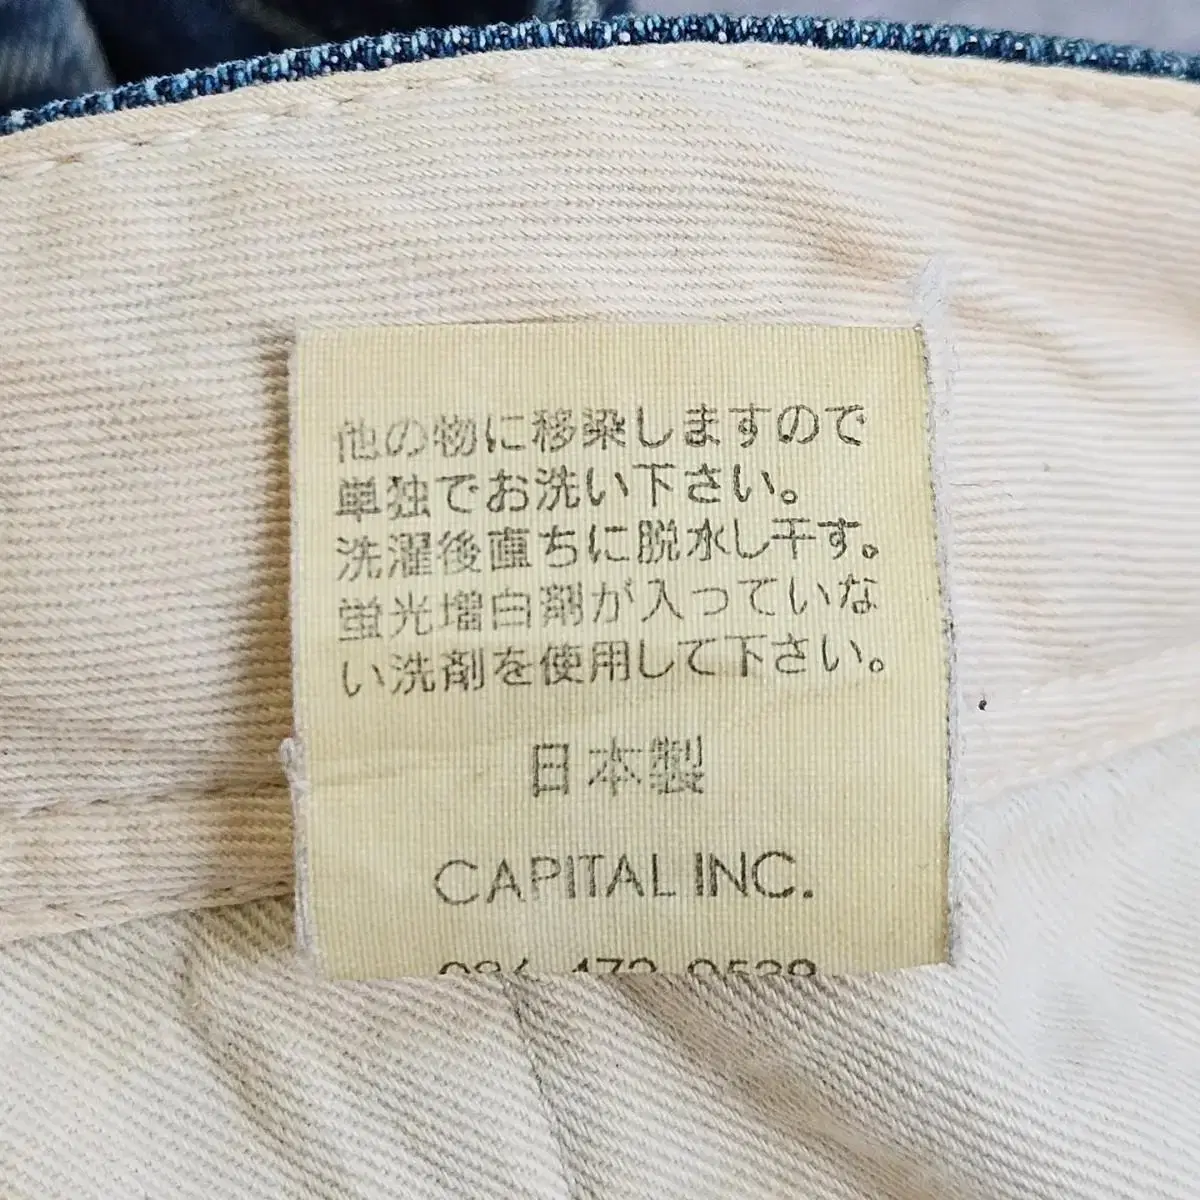 他の物に移染しますので
単独でお洗い下さい。
洗濯後直ちに脱水し干す。
蛍光増白剤が入っていな
い洗剤を使用して下さい。
日本製
CAPITAL INC.